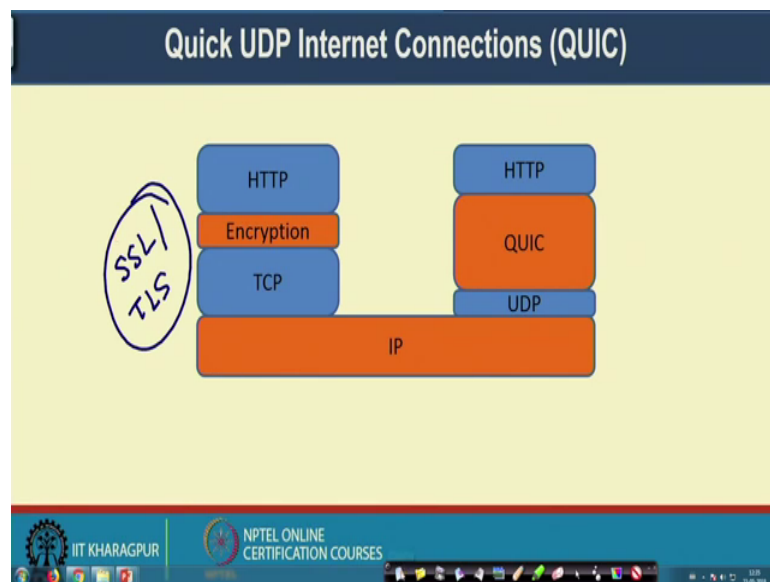 Quick UDP Internet Connections (QUIC)
HTTP
Encryption
TCP
SSL/
TLS
HTTP
QUIC
UDP
IP
IIT KHARAGPUR
NPTEL ONLINE
CERTIFICATION COURSES